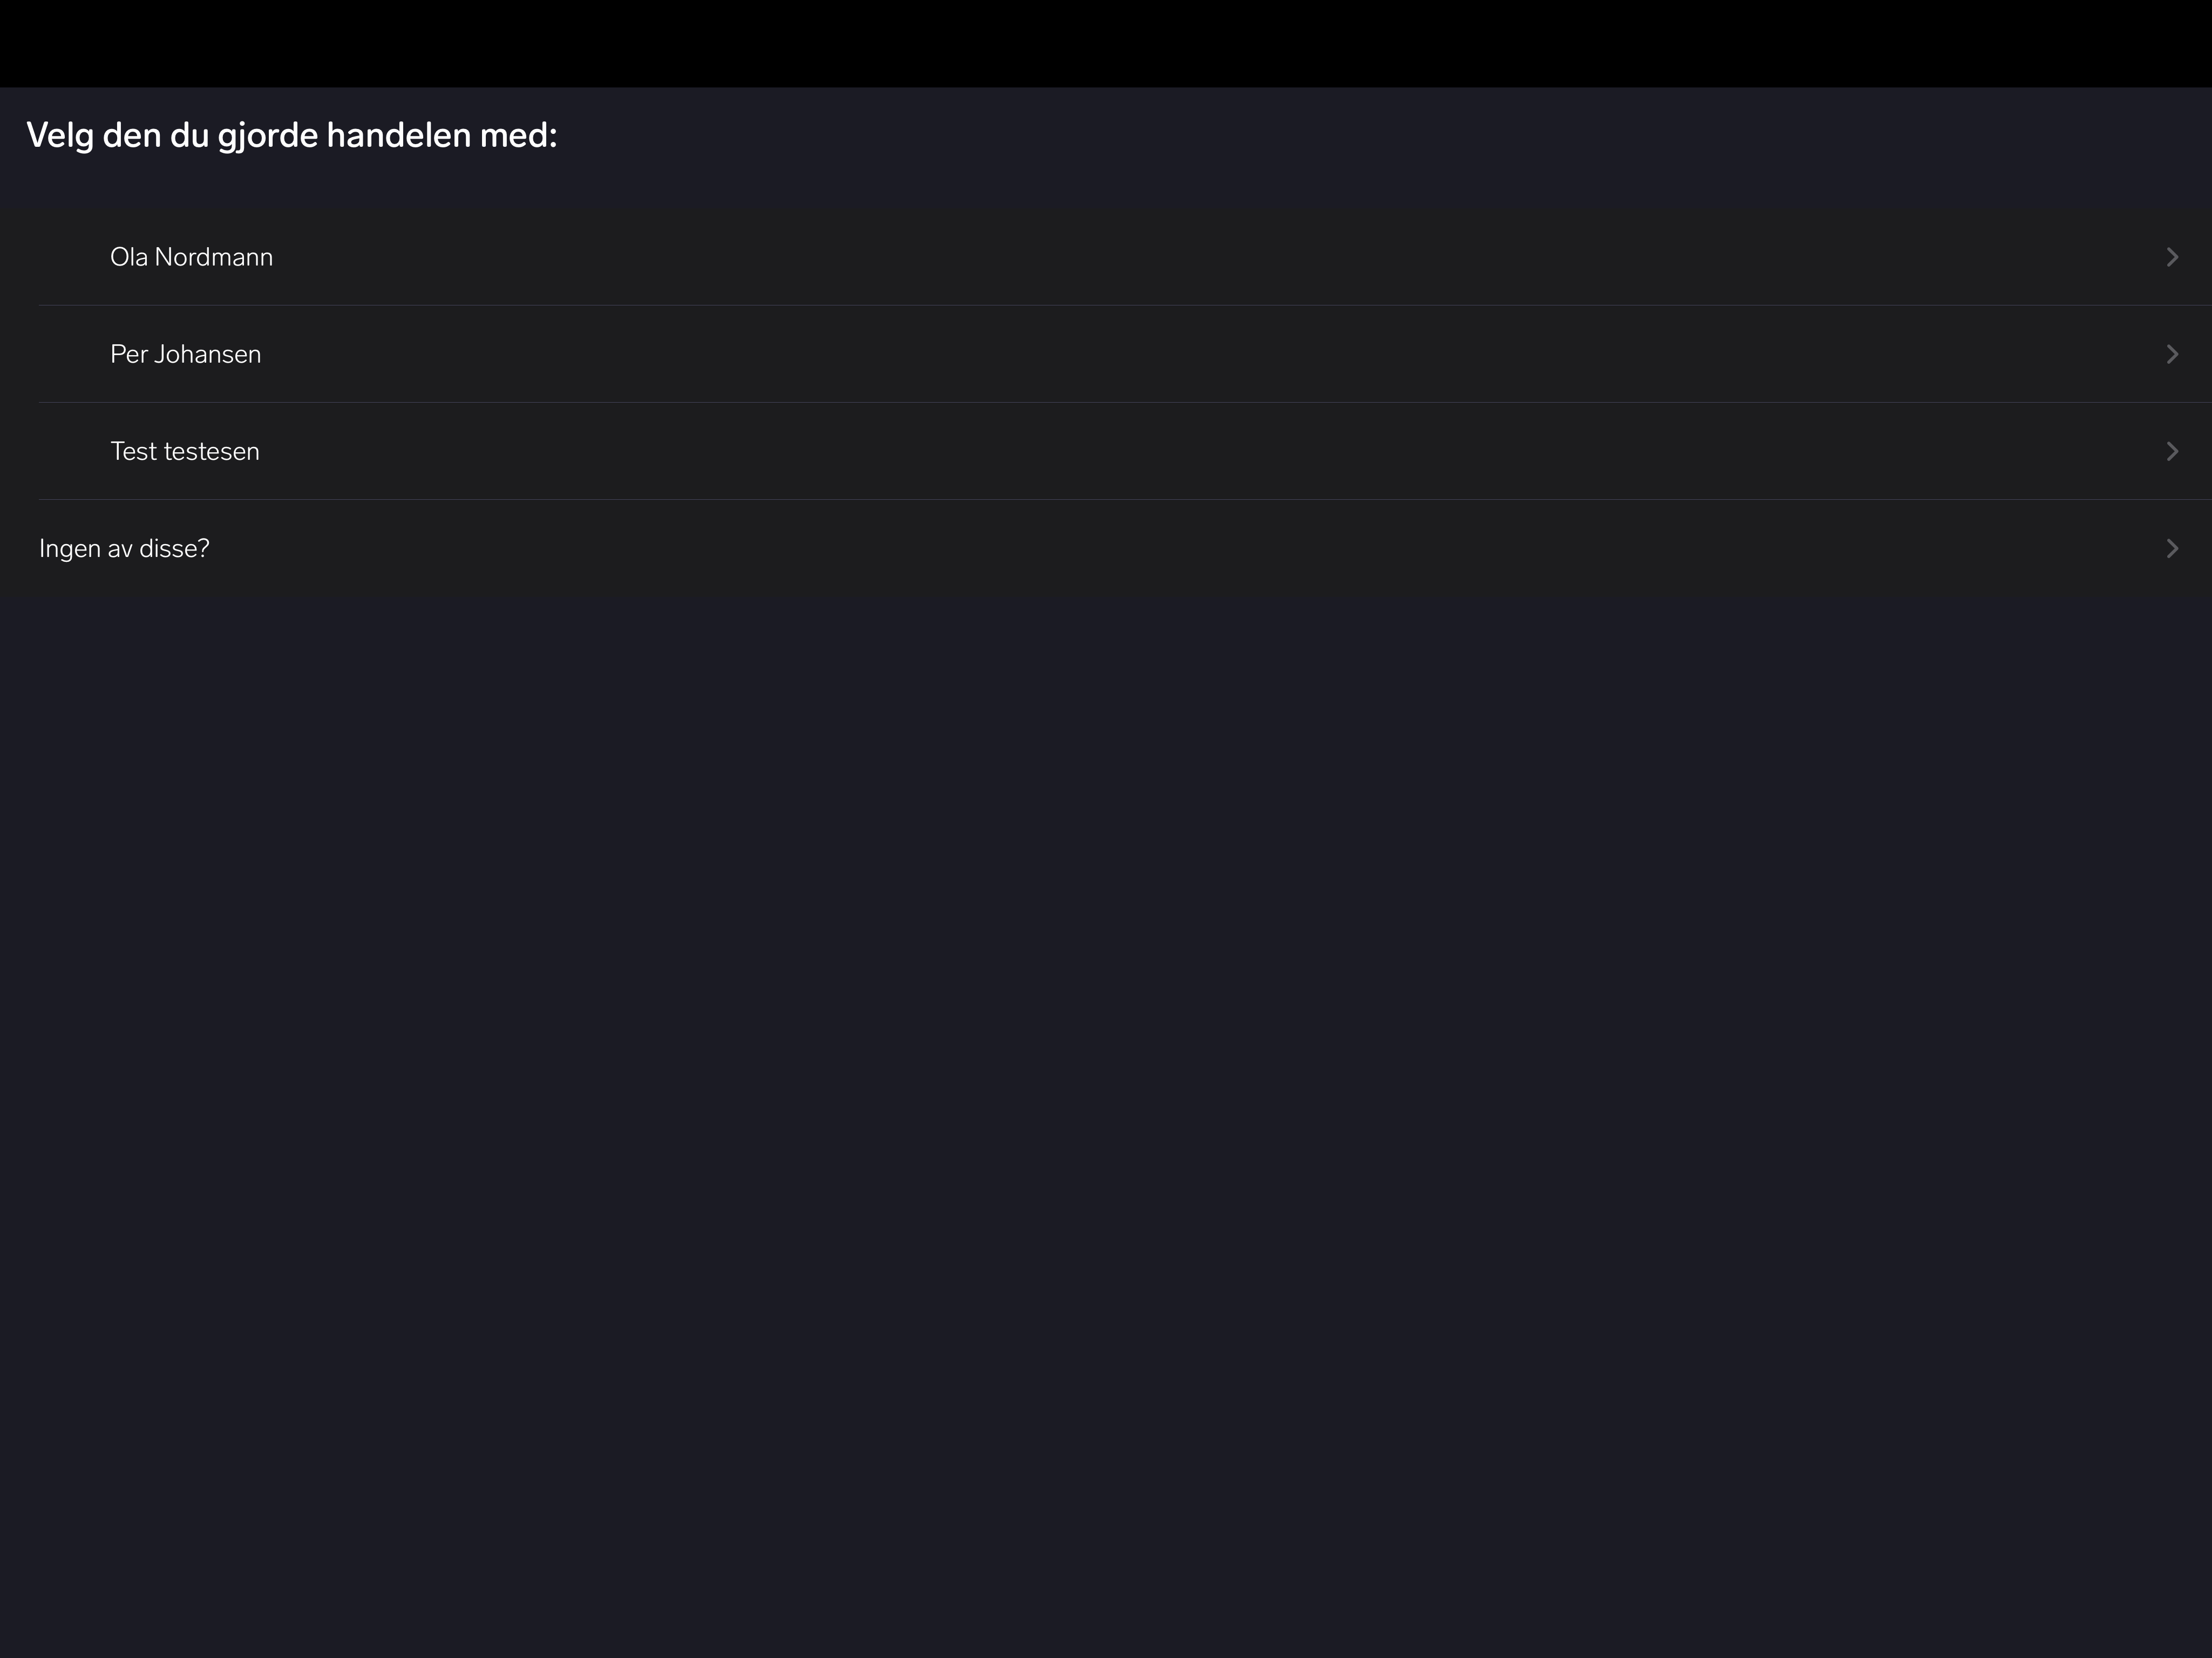 Velg den du gjorde handelen med:
Ola Nordmann
Per Johansen
Test testesen
Ingen av disse?